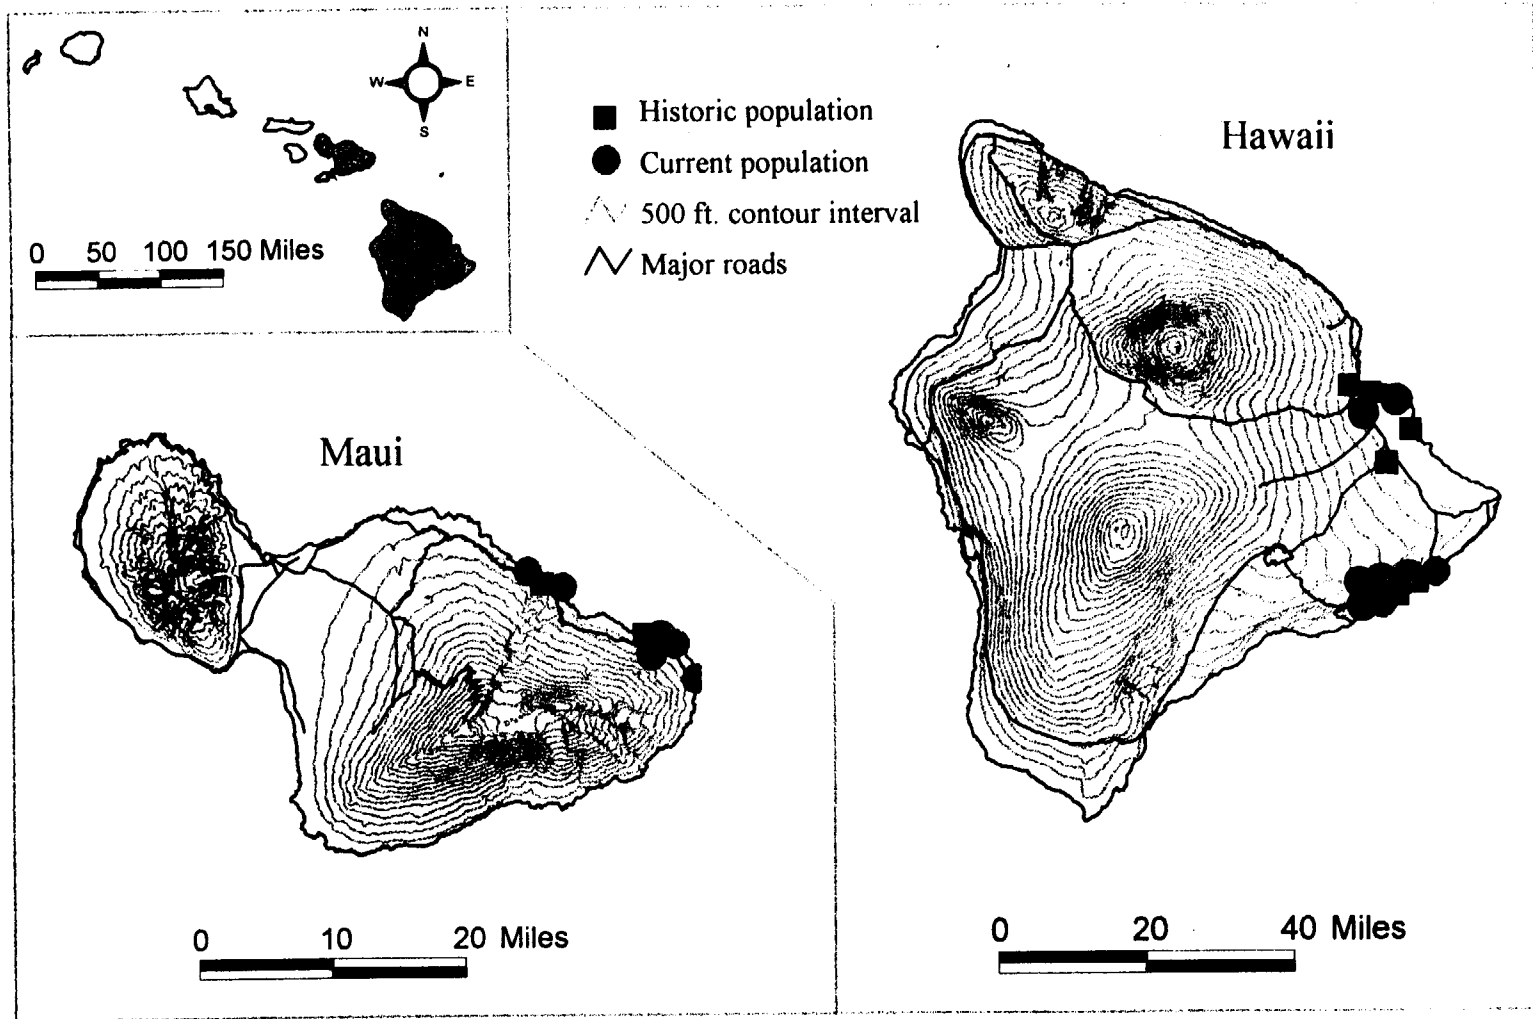 N
W E
S
0 50 100 150 Miles
Historic population
Current population
500 ft. contour interval
Major roads
Hawaii
Maui
0 10 20 Miles
0 20 40 Miles